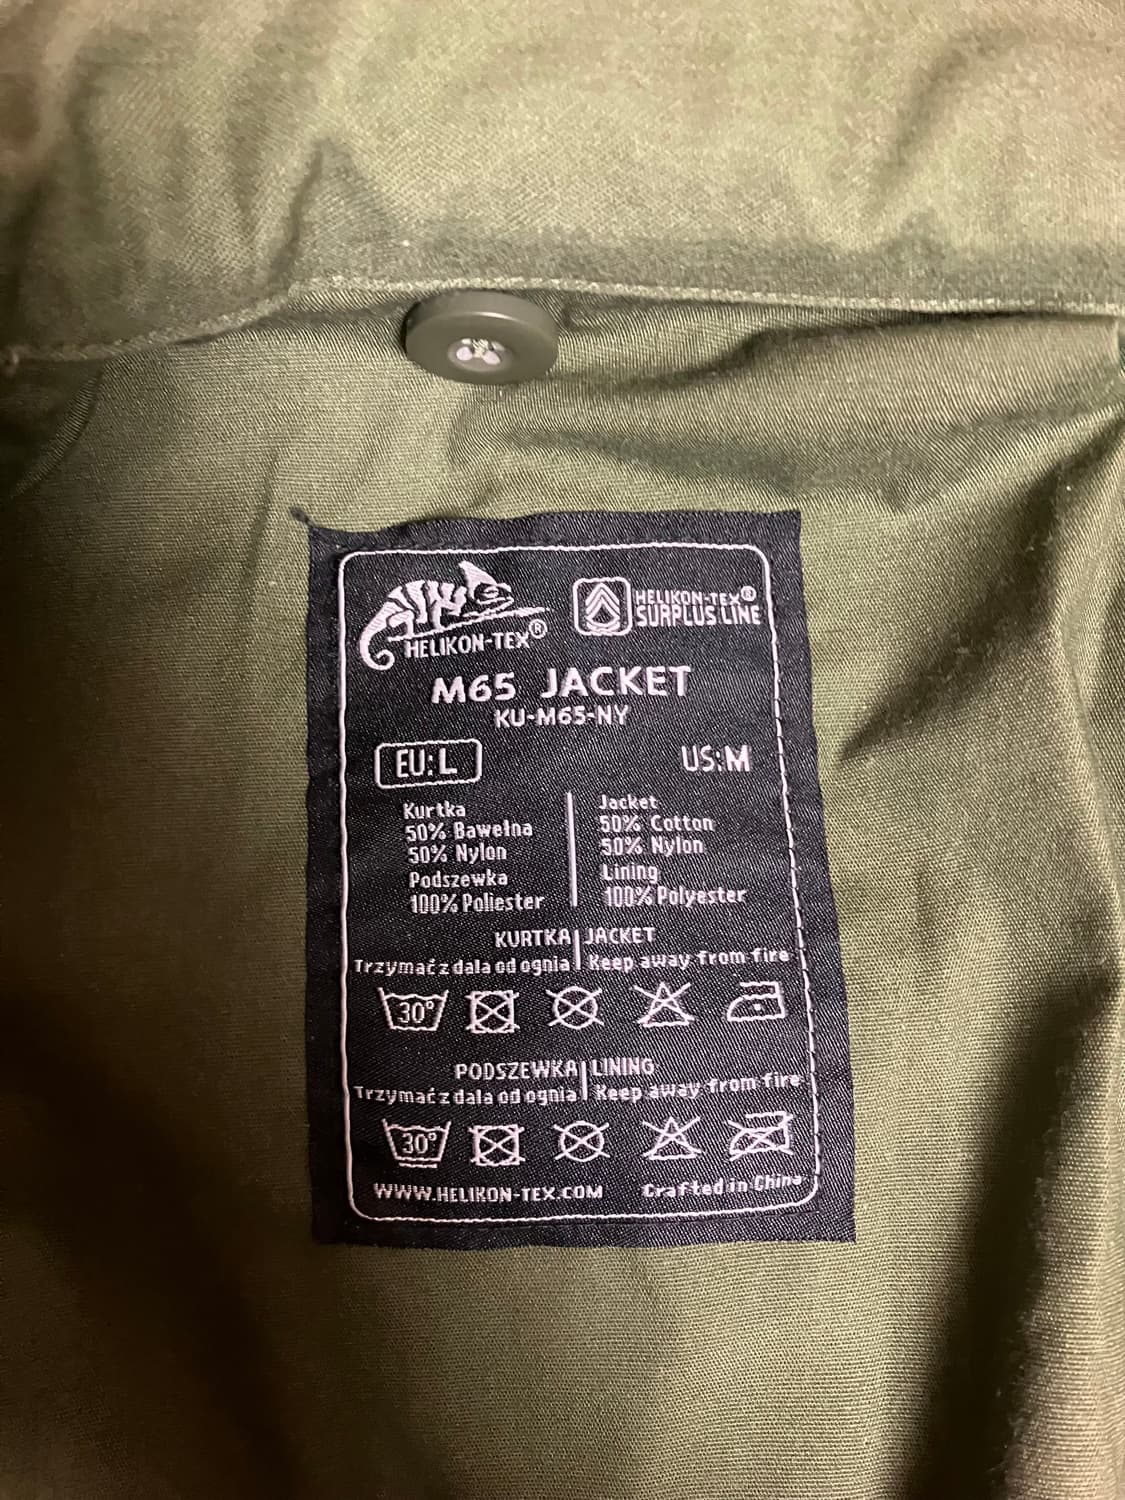 HELIKON-TEX®
HELIKON-TEX®
SURPLUS LINE
M65 JACKET
KU-M65-NY
EU: L
US: M
Kurtka
50% Bawełna
50% Nylon
Podszewka
100% Poliester
Jacket
50% Cotton
50% Nylon
Lining
100% Polyester
KURTKA | JACKET
Trzymać z dala od ognia | Keep away from fire
30°
PODSZEWKA | LINING
Trzymać z dala od ognia | Keep away from fire
30°
WWW.HELIKON-TEX.COM Crafted in China